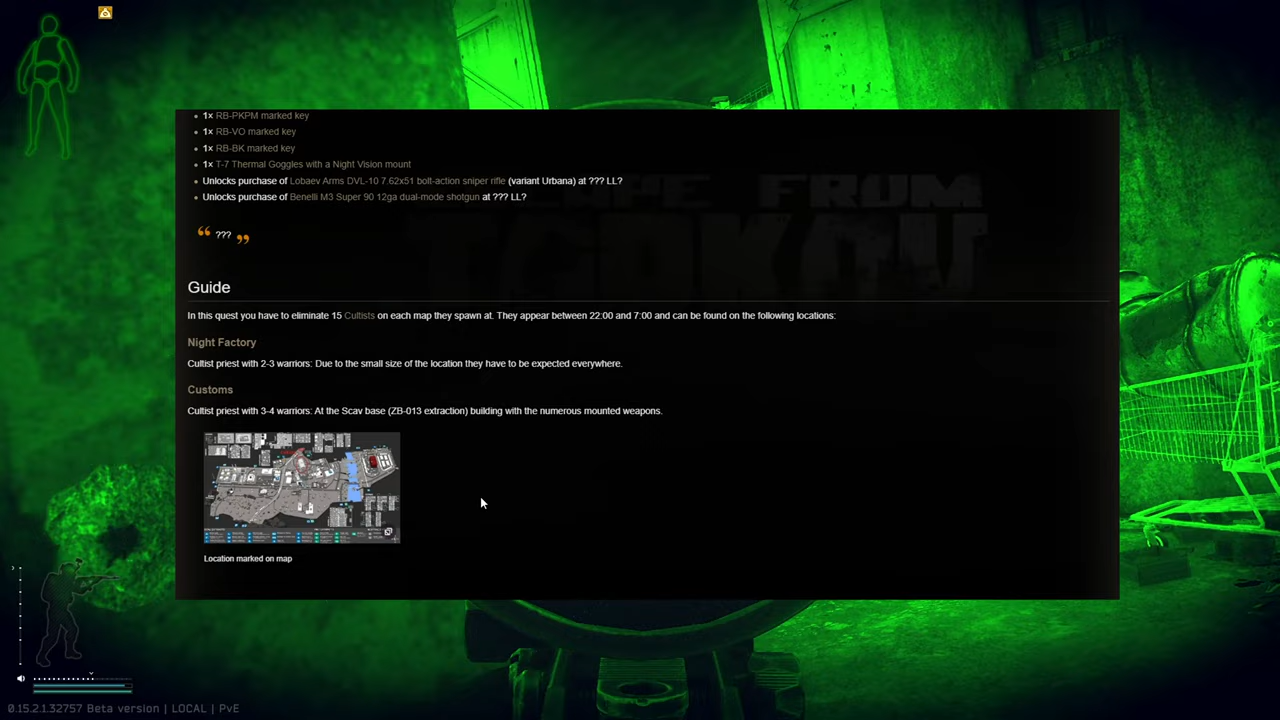 1x RB-PKPM marked key
1x RB-VO marked key
1x RB-BK marked key
1x T-7 Thermal Goggles with a Night Vision mount
Unlocks purchase of Lobaev Arms DVL-10 7.62x51 bolt-action sniper rifle (variant Urbana) at ??? LL?
Unlocks purchase of Benelli M3 Super 90 12ga dual-mode shotgun at ??? LL?
“ ??? ”
Guide
In this quest you have to eliminate 15 Cultists on each map they spawn at. They appear between 22:00 and 7:00 and can be found on the following locations:
Night Factory
Cultist priest with 2-3 warriors: Due to the small size of the location they have to be expected everywhere.
Customs
Cultist priest with 3-4 warriors: At the Scav base (ZB-013 extraction) building with the numerous mounted weapons.
Location marked on map
0.15.2.1.32757 Beta version | LOCAL | PvE